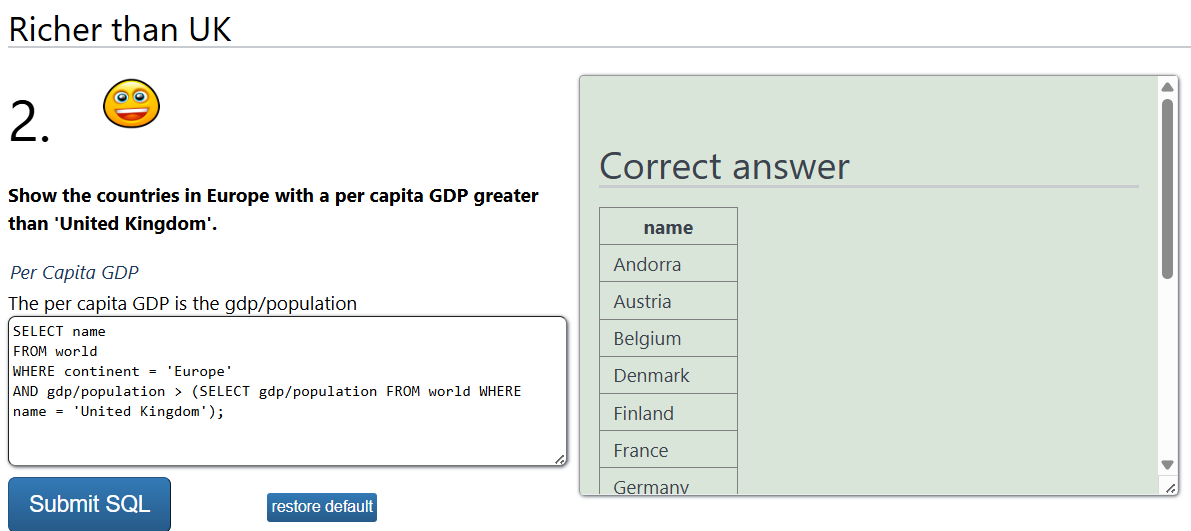 Richer than UK
2.
Show the countries in Europe with a per capita GDP greater
than 'United Kingdom'.
Per Capita GDP
The per capita GDP is the gdp/population
SELECT name
FROM world
WHERE continent = 'Europe'
AND gdp/population > (SELECT gdp/population FROM world WHERE
name = 'United Kingdom');
Submit SQL
restore default
Correct answer
name
Andorra
Austria
Belgium
Denmark
Finland
France
Germany